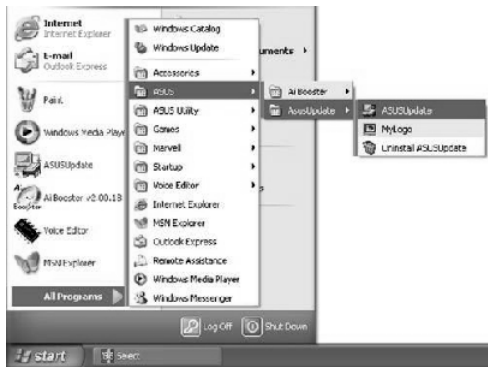 Internet
Internet Explorer
E-mail
Outlook Express
Paint
Windows Media Play
ASUSUpdate
Ai Booster v2.00.13
Voice Editor
MSN Explorer
All Programs
Windows Catalog
Windows Update
Accessories
ASUS
ASUS Utility
Games
Marvell
Startup
Voice Editor
Internet Explorer
MSN Explorer
Outlook Express
Remote Assistance
Windows Media Player
Windows Messenger
uments
s
Ai Booster
AsusUpdate
ASUSUpdate
MyLogo
Uninstall ASUSUpdate
Log Off
Shut Down
start
Select